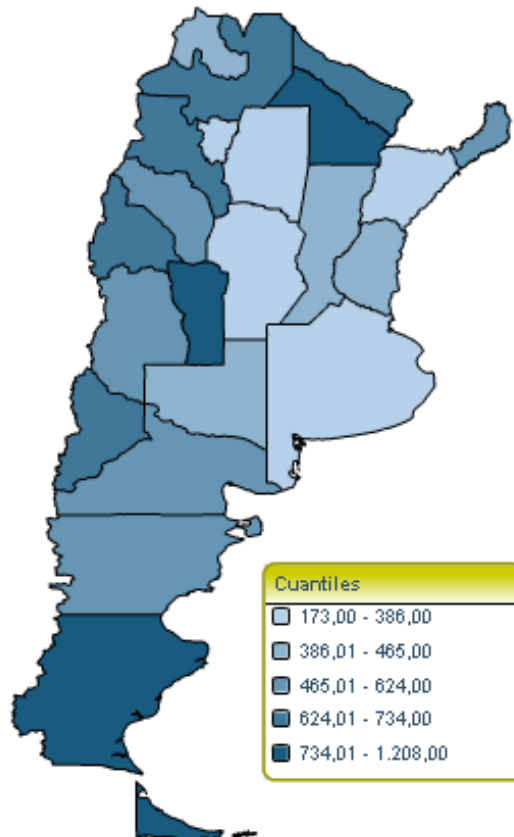 Cuantiles
173,00 - 386,00
386,01 - 465,00
465,01 - 624,00
624,01 - 734,00
734,01 - 1.208,00